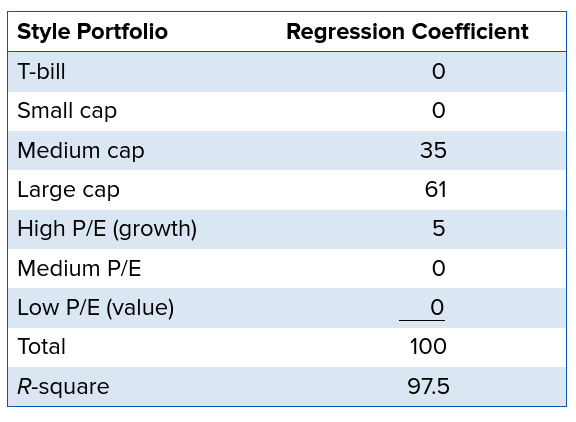 Style Portfolio Regression Coefficient
T-bill 0
Small cap 0
Medium cap 35
Large cap 61
High P/E (growth) 5
Medium P/E 0
Low P/E (value) 0
Total 100
R-square 97.5